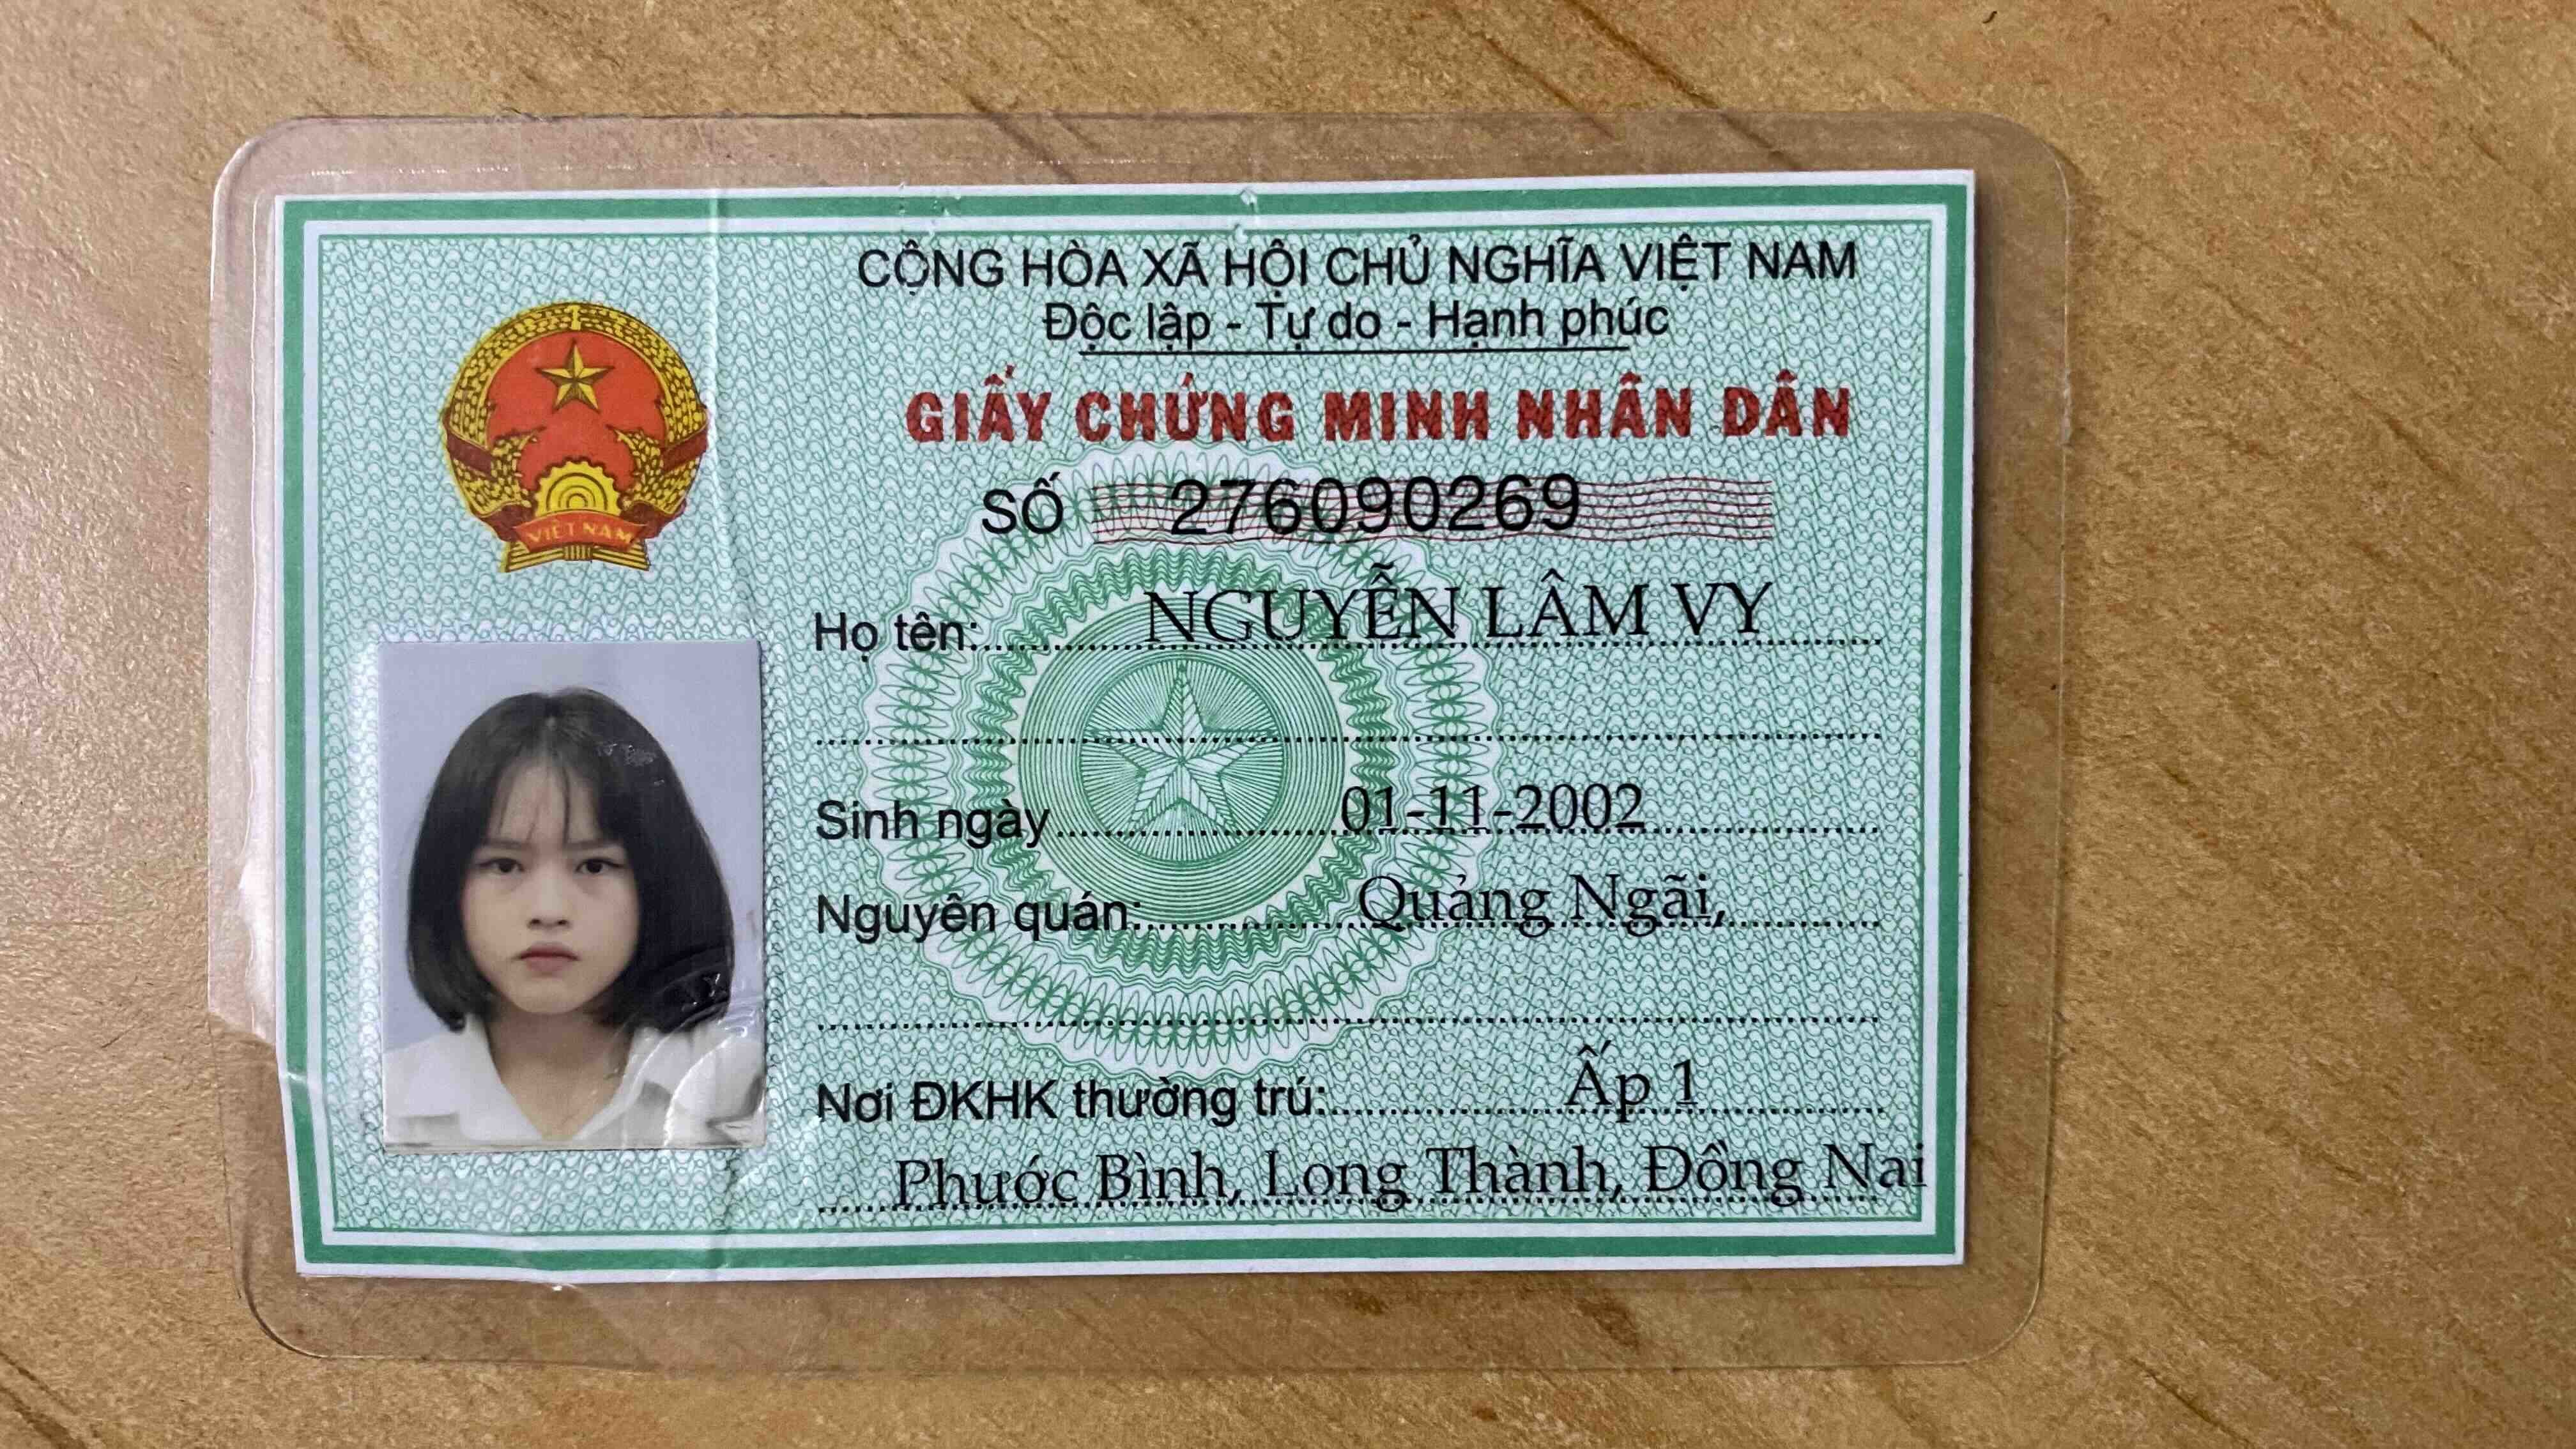 CỘNG HÒA XÃ HỘI CHỦ NGHĨA VIỆT NAM
Độc lập - Tự do - Hạnh phúc
GIẤY CHỨNG MINH NHÂN DÂN
SỐ 276090269
VIỆT NAM
Họ tên: NGUYỄN LÂM VY
Sinh ngày 01-11-2002
Nguyên quán: Quảng Ngãi,
Nơi ĐKHK thường trú: Ấp 1
Phước Bình, Long Thành, Đồng Nai